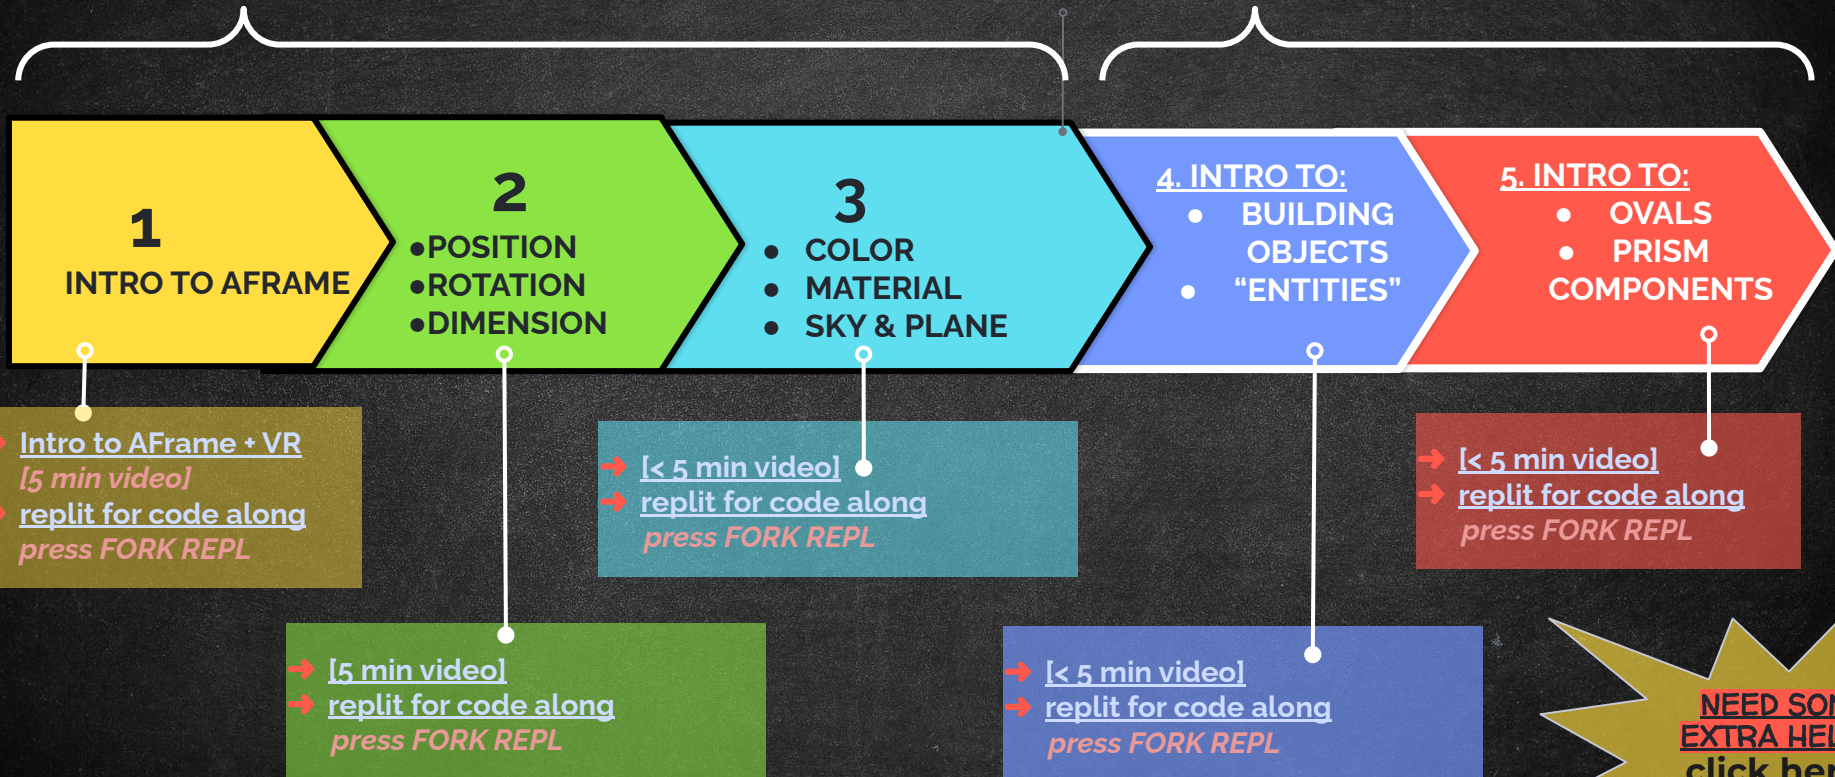 1
INTRO TO AFRAME
2
●POSITION
●ROTATION
●DIMENSION
3
● COLOR
● MATERIAL
● SKY & PLANE
4. INTRO TO:
● BUILDING
OBJECTS
● “ENTITIES”
5. INTRO TO:
● OVALS
● PRISM
COMPONENTS
Intro to AFrame + VR
[5 min video]
replit for code along
press FORK REPL
➜ [5 min video]
➜ replit for code along
press FORK REPL
➜ [< 5 min video]
➜ replit for code along
press FORK REPL
➜ [< 5 min video]
➜ replit for code along
press FORK REPL
➜ [< 5 min video]
➜ replit for code along
press FORK REPL
NEED
EXTRA
click